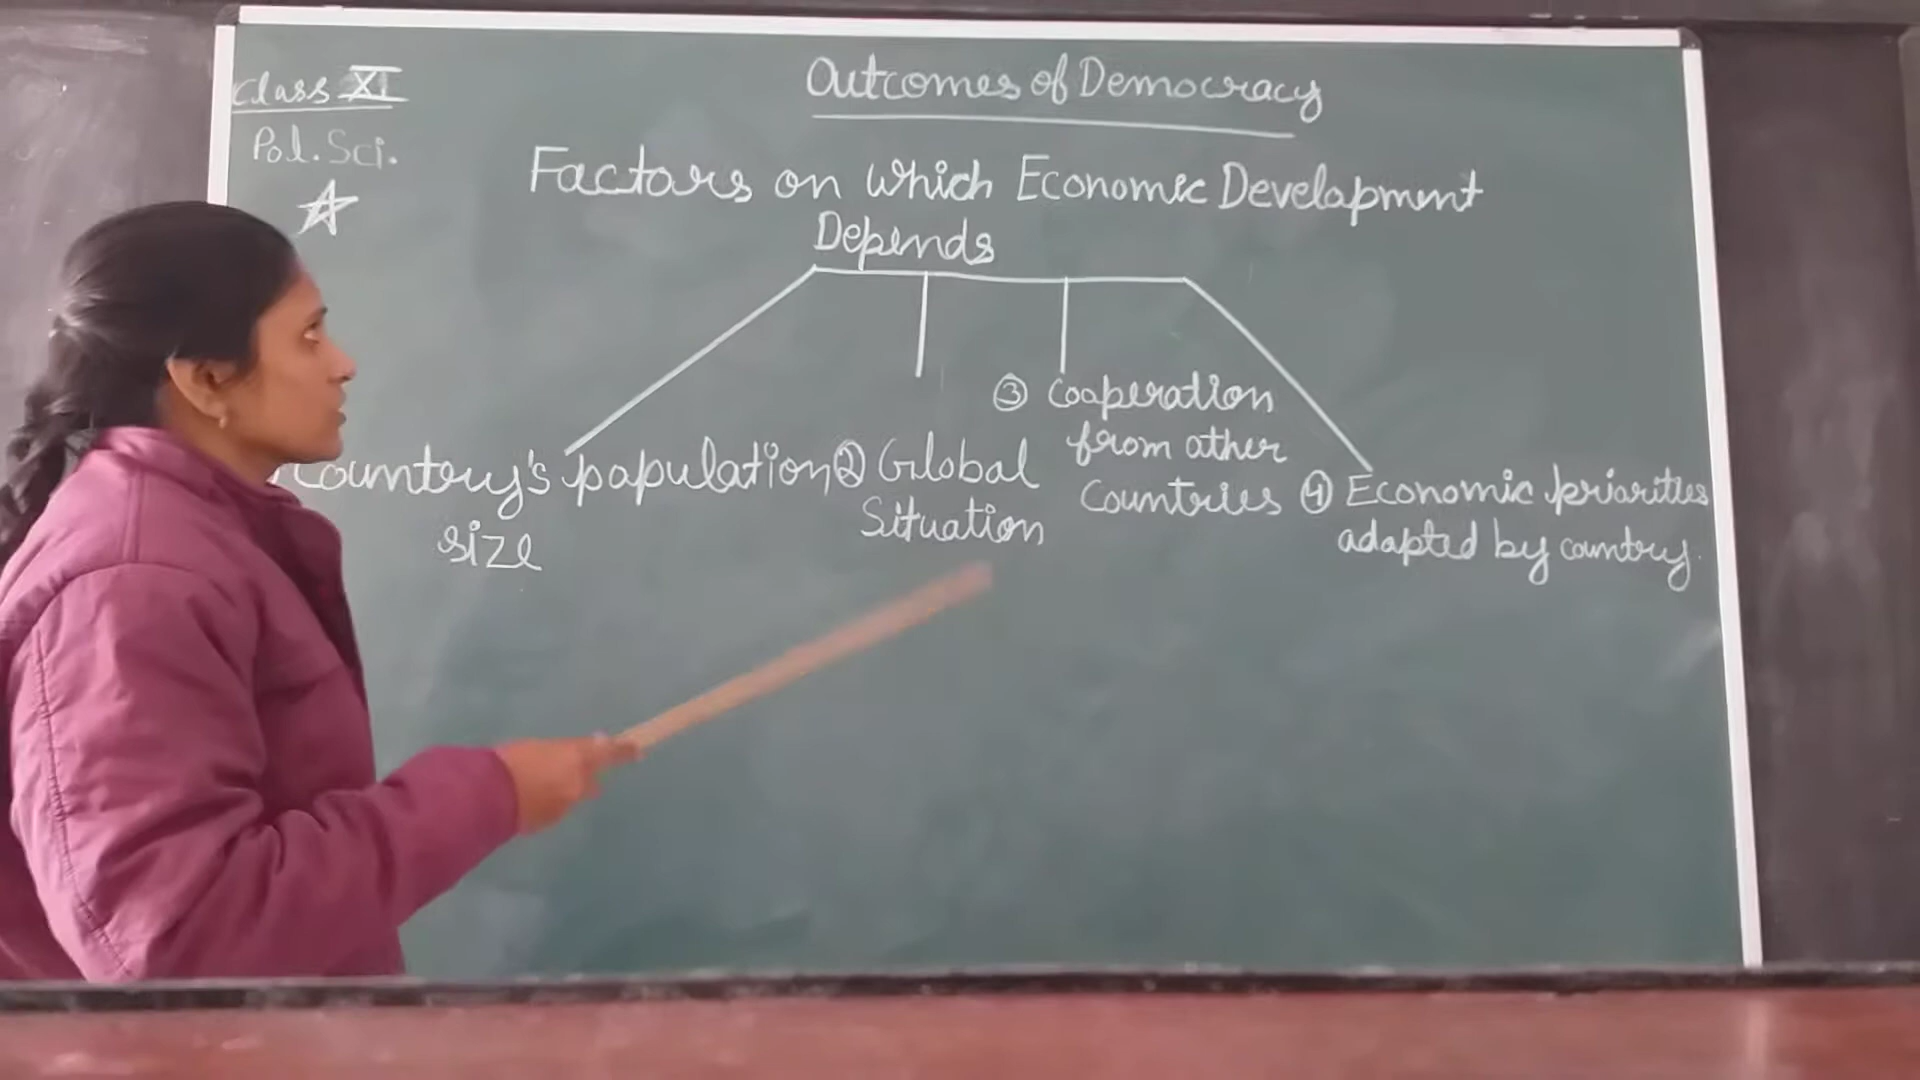 Class XI
Pol. Sci.
Outcomes of Democracy
Factors on which Economic Development
Depends
Country's population
size
② Global
Situation
③ Cooperation
from other
Countries
④ Economic priorities
adapted by country.